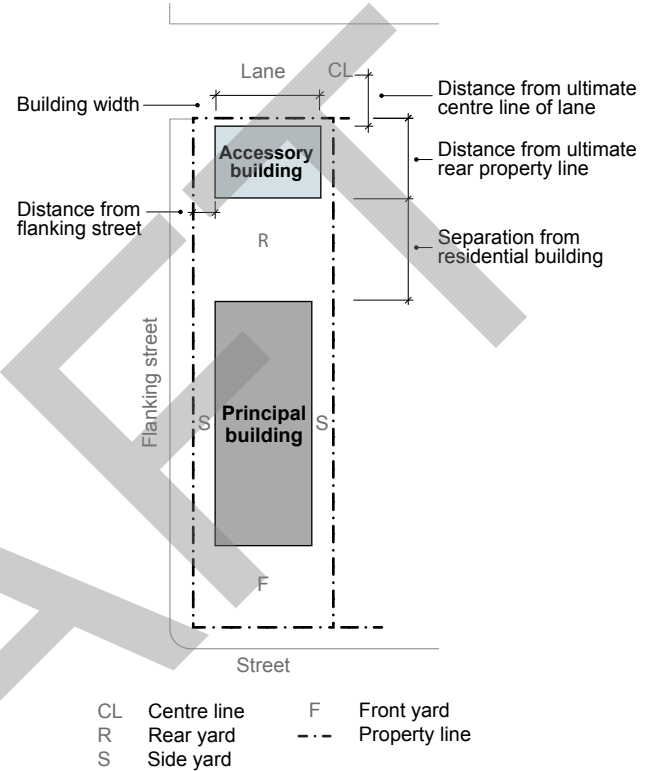 Lane
CL
Building width
Distance from ultimate
centre line of lane
Accessory
building
Distance from ultimate
rear property line
Distance from
flanking street
R
Separation from
residential building
Flanking street
S
Principal
building
S
F
Street
CL Centre line
R Rear yard
S Side yard
F Front yard
Property line